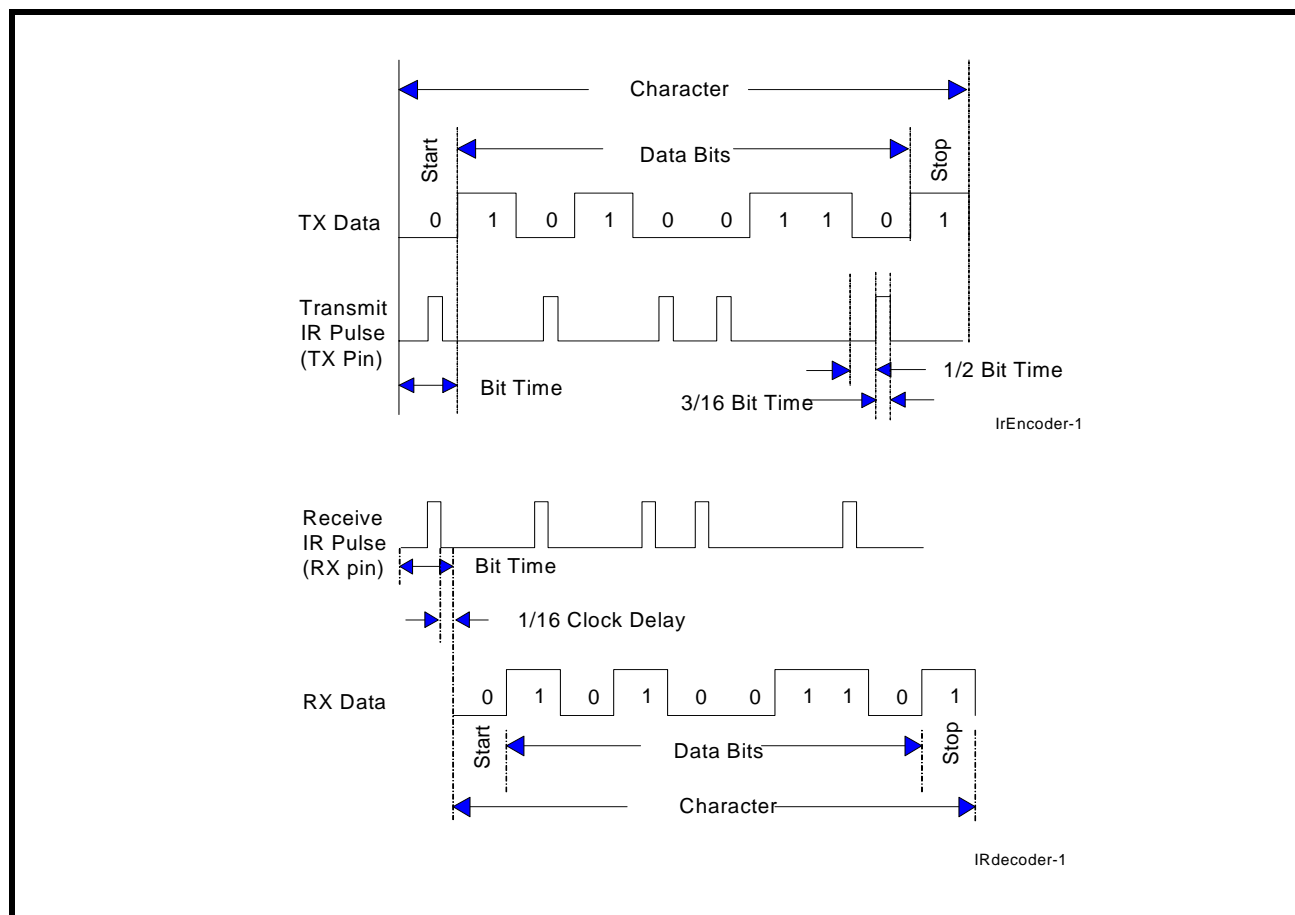 Character
Start
Data Bits
Stop
TX Data
0 1 0 1 0 0 1 1 0 1
Transmit
IR Pulse
(TX Pin)
1/2 Bit Time
Bit Time
3/16 Bit Time
IrEncoder-1
Receive
IR Pulse
(RX pin)
Bit Time
1/16 Clock Delay
RX Data
0 1 0 1 0 0 1 1 0 1
Start
Data Bits
Stop
Character
IRdecoder-1